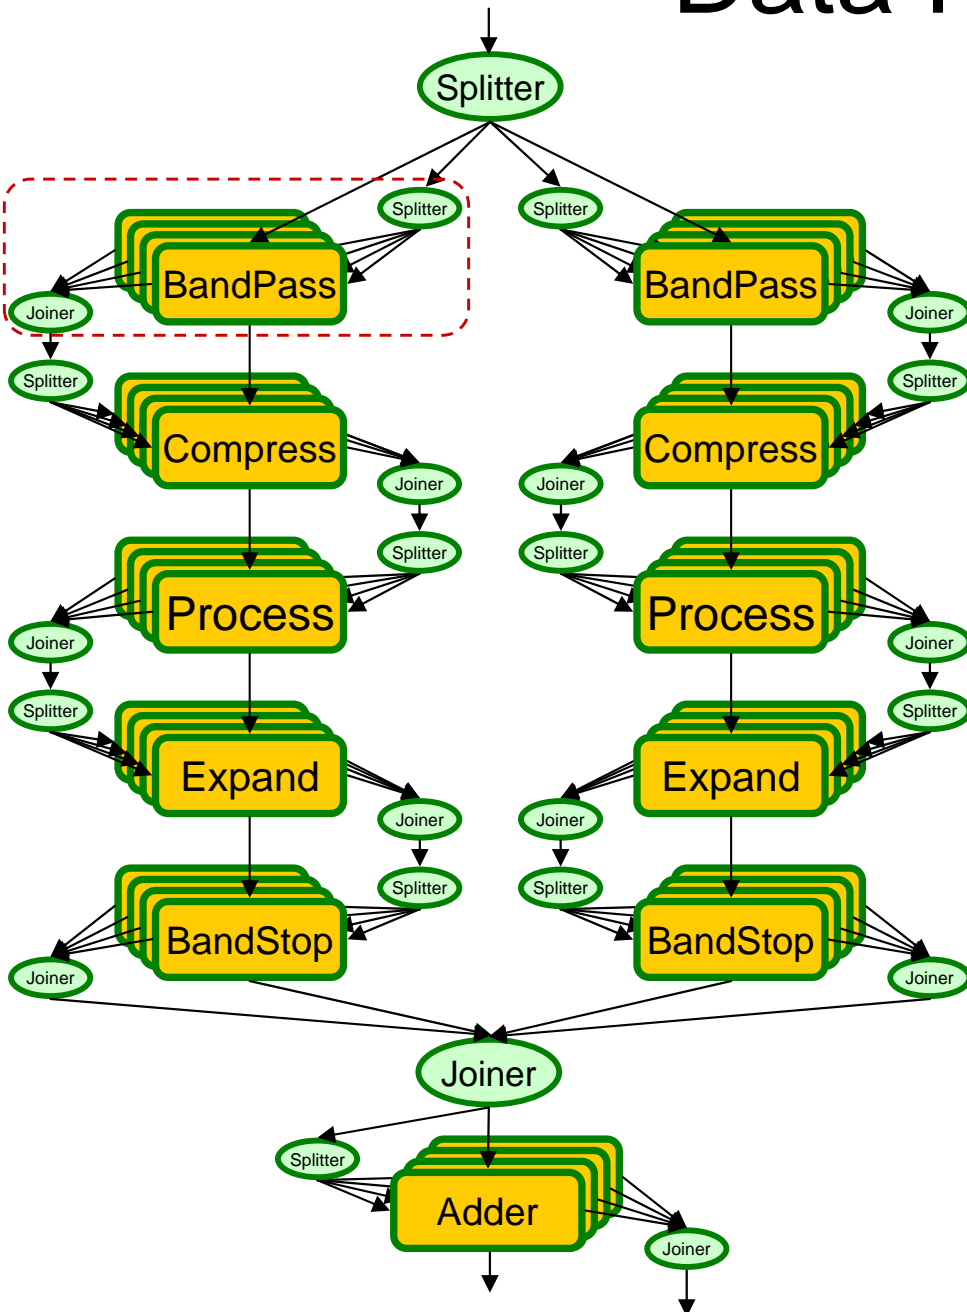 Data
Splitter
Splitter Splitter
BandPass BandPass
Joiner Joiner
Splitter Splitter
Compress Compress
Joiner Joiner
Splitter Splitter
Process Process
Joiner Joiner
Splitter Splitter
Expand Expand
Joiner Joiner
Splitter Splitter
BandStop BandStop
Joiner Joiner
Joiner
Splitter
Adder
Joiner